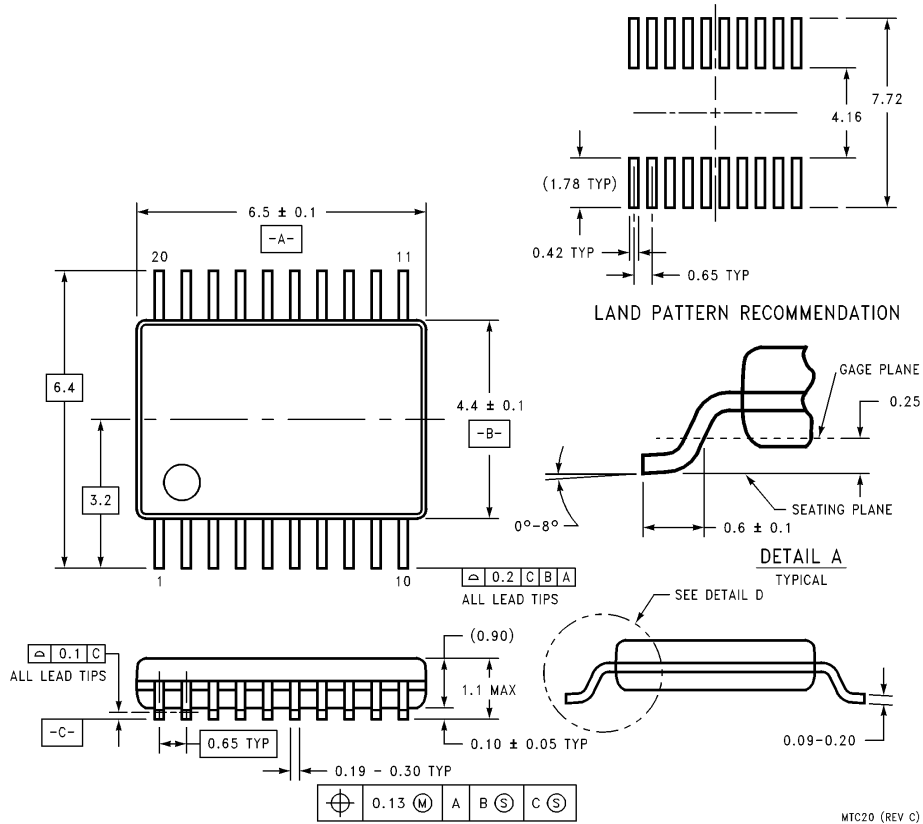 7.72
4.16
(1.78 TYP)
0.42 TYP
0.65 TYP
LAND PATTERN RECOMMENDATION
6.5 ± 0.1
-A-
20
11
6.4
3.2
4.4 ± 0.1
-B-
1
10
⌓ 0.2 C B A
ALL LEAD TIPS
GAGE PLANE
0.25
SEATING PLANE
0°-8°
0.6 ± 0.1
DETAIL A
TYPICAL
SEE DETAIL D
(0.90)
⌓ 0.1 C
ALL LEAD TIPS
1.1 MAX
-C-
0.65 TYP
0.10 ± 0.05 TYP
0.09-0.20
0.19 - 0.30 TYP
⌖ 0.13 Ⓜ A B Ⓢ C Ⓢ
MTC20 (REV C)